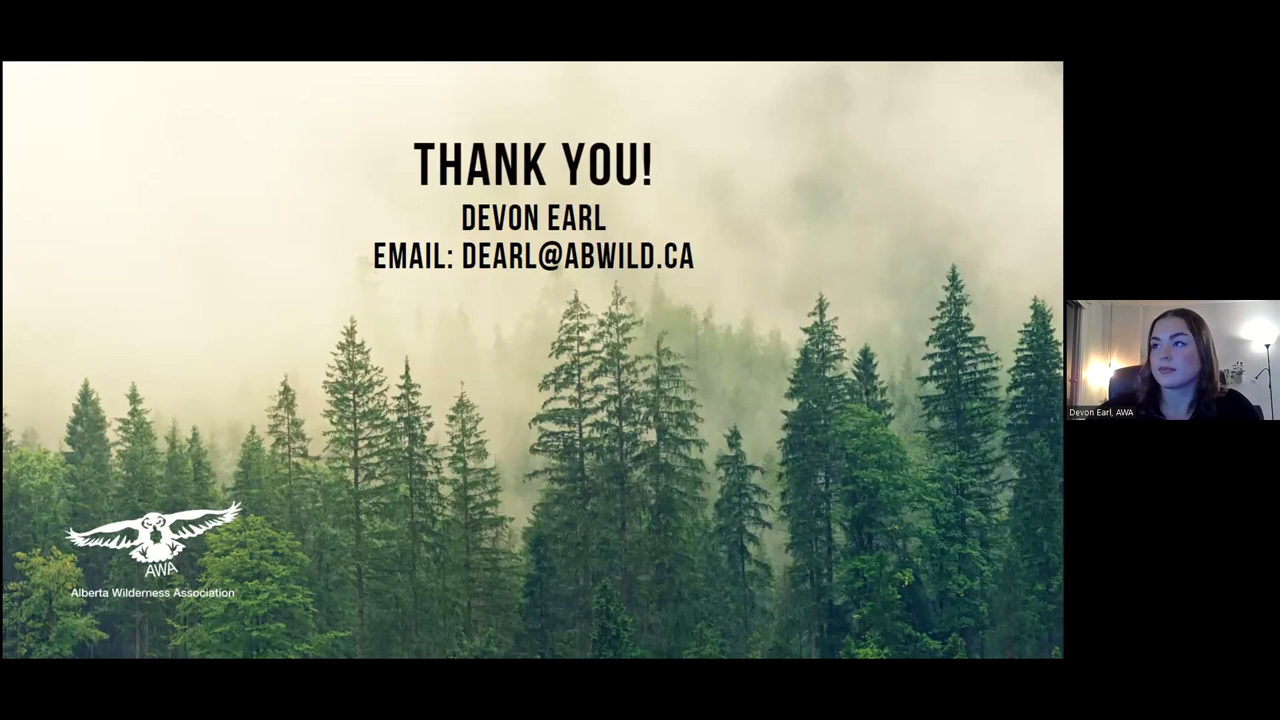 THANK YOU!
DEVON EARL
EMAIL: DEARL@ABWILD.CA
AWA
Alberta Wilderness Association
Devon Earl, AWA